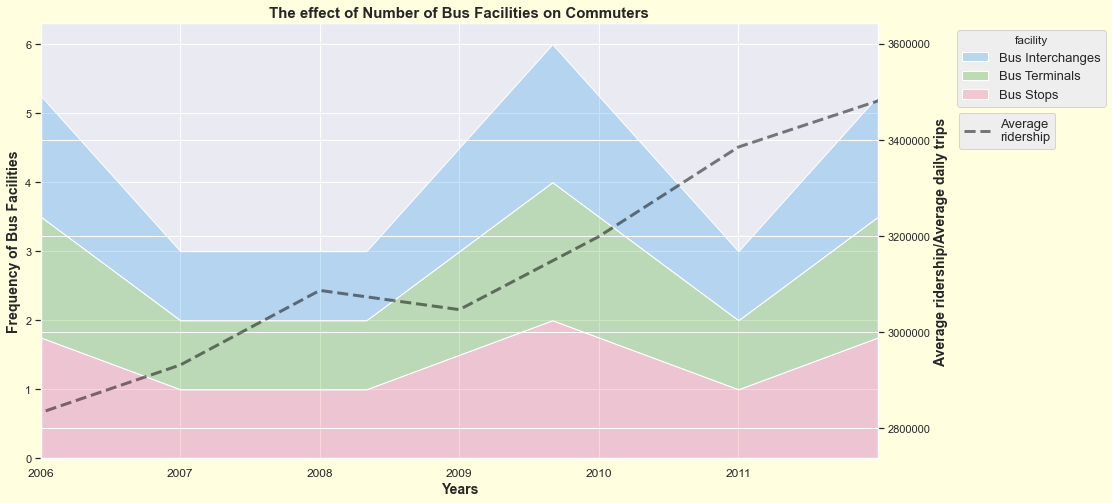 The effect of Number of Bus Facilities on Commuters
Frequency of Bus Facilities
6
5
4
3
2
1
0
2006
2007
2008
2009
2010
2011
Years
3600000
3400000
3200000
3000000
2800000
Average ridership/Average daily trips
facility
Bus Interchanges
Bus Terminals
Bus Stops
Average
ridership